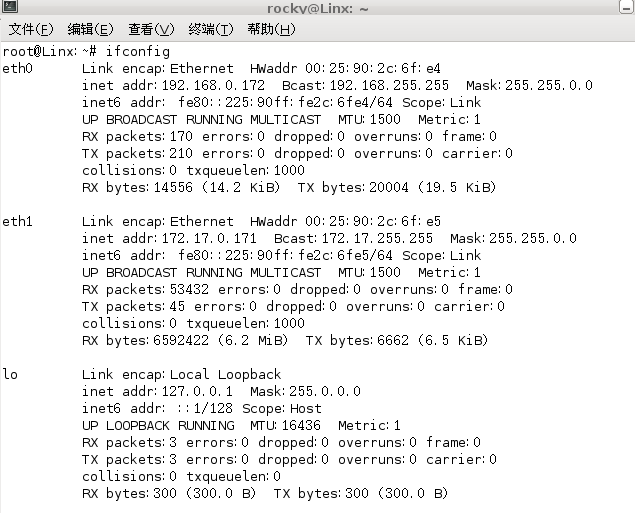 rocky@Linx: ~
文件(F) 编辑(E) 查看(V) 终端(T) 帮助(H)
root@Linx:~# ifconfig
eth0      Link encap:Ethernet  HWaddr 00:25:90:2c:6f:e4
          inet addr:192.168.0.172  Bcast:192.168.255.255  Mask:255.255.0.0
          inet6 addr: fe80::225:90ff:fe2c:6fe4/64 Scope:Link
          UP BROADCAST RUNNING MULTICAST  MTU:1500  Metric:1
          RX packets:170 errors:0 dropped:0 overruns:0 frame:0
          TX packets:210 errors:0 dropped:0 overruns:0 carrier:0
          collisions:0 txqueuelen:1000
          RX bytes:14556 (14.2 KiB)  TX bytes:20004 (19.5 KiB)
eth1      Link encap:Ethernet  HWaddr 00:25:90:2c:6f:e5
          inet addr:172.17.0.171  Bcast:172.17.255.255  Mask:255.255.0.0
          inet6 addr: fe80::225:90ff:fe2c:6fe5/64 Scope:Link
          UP BROADCAST RUNNING MULTICAST  MTU:1500  Metric:1
          RX packets:53432 errors:0 dropped:0 overruns:0 frame:0
          TX packets:45 errors:0 dropped:0 overruns:0 carrier:0
          collisions:0 txqueuelen:1000
          RX bytes:6592422 (6.2 MiB)  TX bytes:6662 (6.5 KiB)
lo        Link encap:Local Loopback
          inet addr:127.0.0.1  Mask:255.0.0.0
          inet6 addr: ::1/128 Scope:Host
          UP LOOPBACK RUNNING  MTU:16436  Metric:1
          RX packets:3 errors:0 dropped:0 overruns:0 frame:0
          TX packets:3 errors:0 dropped:0 overruns:0 carrier:0
          collisions:0 txqueuelen:0
          RX bytes:300 (300.0 B)  TX bytes:300 (300.0 B)